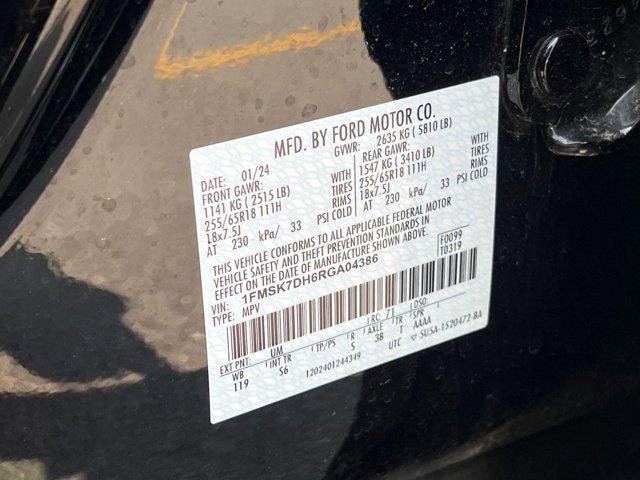 MFD. BY FORD MOTOR CO.
DATE: 01/24 GVWR: 2635 KG (5810 LB)
FRONT GAWR: REAR GAWR:
1141 KG (2515 LB) WITH 1547 KG (3410 LB) WITH
255/65R18 111H TIRES 255/65R18 111H TIRES
18x7.5J RIMS 18x7.5J RIMS
AT 230 kPa/ 33 PSI COLD AT 230 kPa/ 33 PSI COLD
THIS VEHICLE CONFORMS TO ALL APPLICABLE FEDERAL MOTOR
VEHICLE SAFETY AND THEFT PREVENTION STANDARDS IN
EFFECT ON THE DATE OF MANUFACTURE SHOWN ABOVE.
VIN: 1FMSK7DH6RGA04386 F0099
TYPE: MPV T0319
EXT PNT: UM RC: 71 DSO:
WB INT TR TP/PS R AXLE TR SPR
119 S6 S 3B T AAAA
1202401244349 UTC ▽ 5USA-1520472-BA